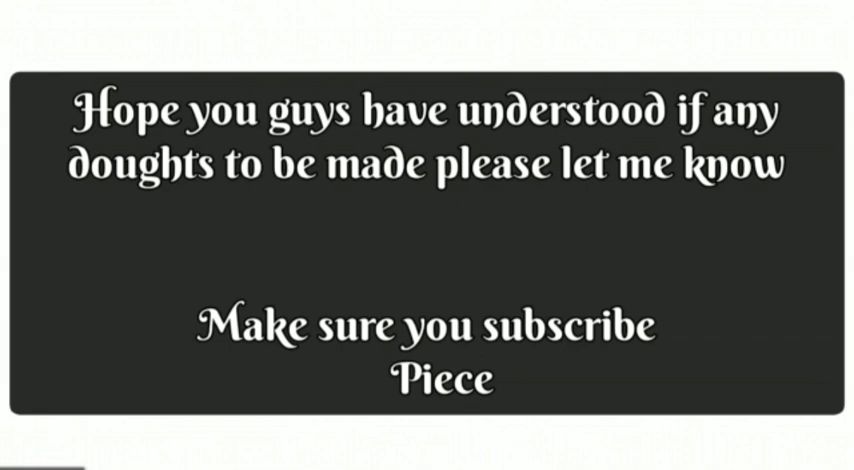 Hope you guys have understood if any
doughts to be made please let me know
Make sure you subscribe
Piece